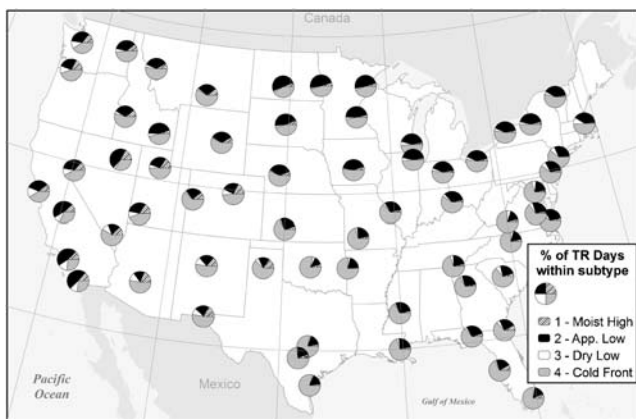 Canada
% of TR Days
within subtype
1 - Moist High
2 - App. Low
3 - Dry Low
4 - Cold Front
Pacific
Ocean
Mexico
Gulf of Mexico